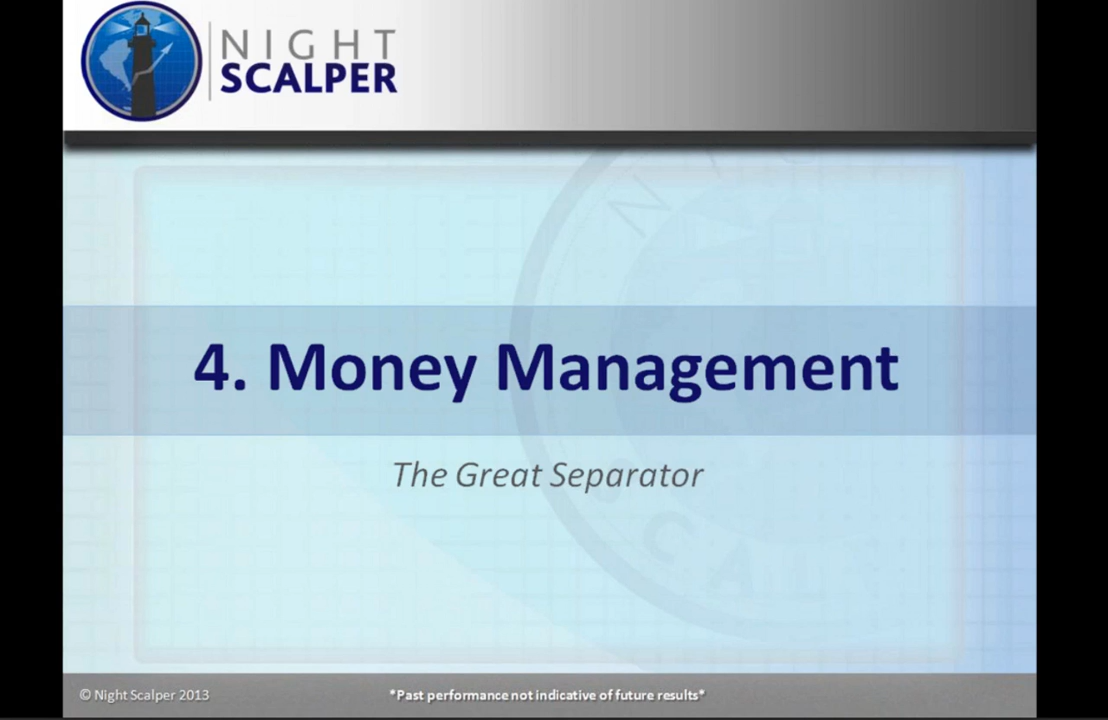 NIGHT
SCALPER
4. Money Management
The Great Separator
© Night Scalper 2013
*Past performance not indicative of future results*